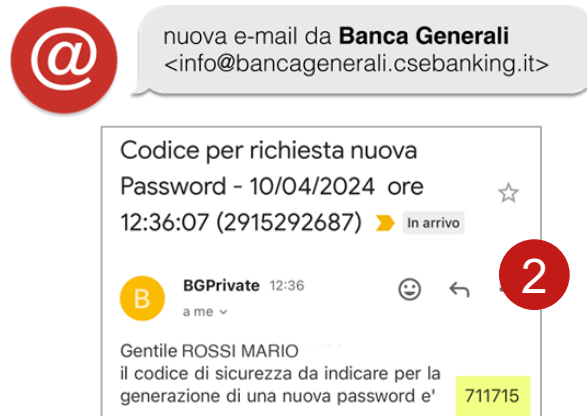 @
nuova e-mail da Banca Generali
<info@bancagenerali.csebanking.it>
Codice per richiesta nuova
Password - 10/04/2024 ore
12:36:07 (2915292687) In arrivo
2
B
BGPrivate 12:36
a me
Gentile ROSSI MARIO
il codice di sicurezza da indicare per la
generazione di una nuova password e' 711715